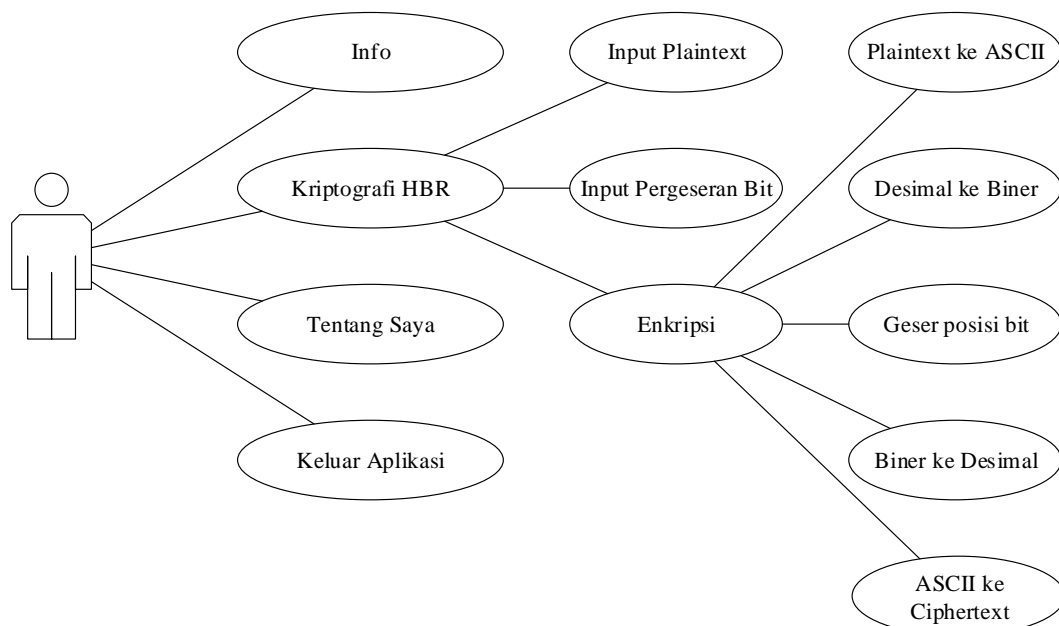 Info
Input Plaintext
Plaintext ke ASCII
Kriptografi HBR
Input Pergeseran Bit
Desimal ke Biner
Tentang Saya
Enkripsi
Geser posisi bit
Keluar Aplikasi
Biner ke Desimal
ASCII ke
Ciphertext